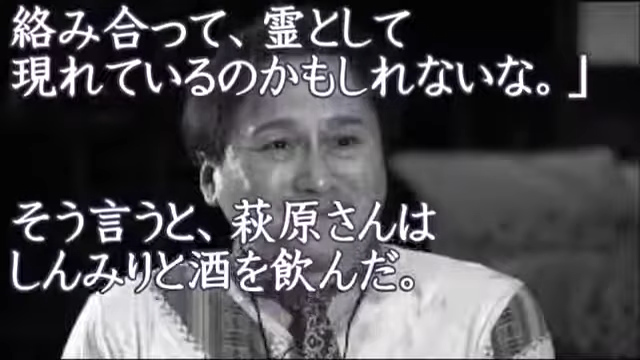 絡み合って、霊として
現れているのかもしれないな。」
そう言うと、萩原さんは
しんみりと酒を飲んだ。